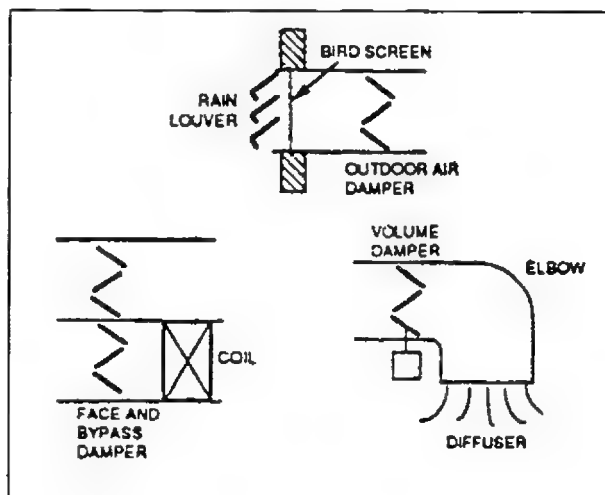 BIRD SCREEN
RAIN
LOUVER
OUTDOOR AIR
DAMPER
VOLUME
DAMPER
ELBOW
COIL
FACE AND
BYPASS
DAMPER
DIFFUSER